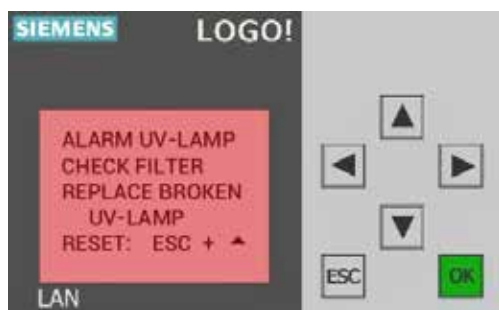 SIEMENS LOGO!
ALARM UV-LAMP
CHECK FILTER
REPLACE BROKEN
UV-LAMP
RESET: ESC +
ESC OK
LAN